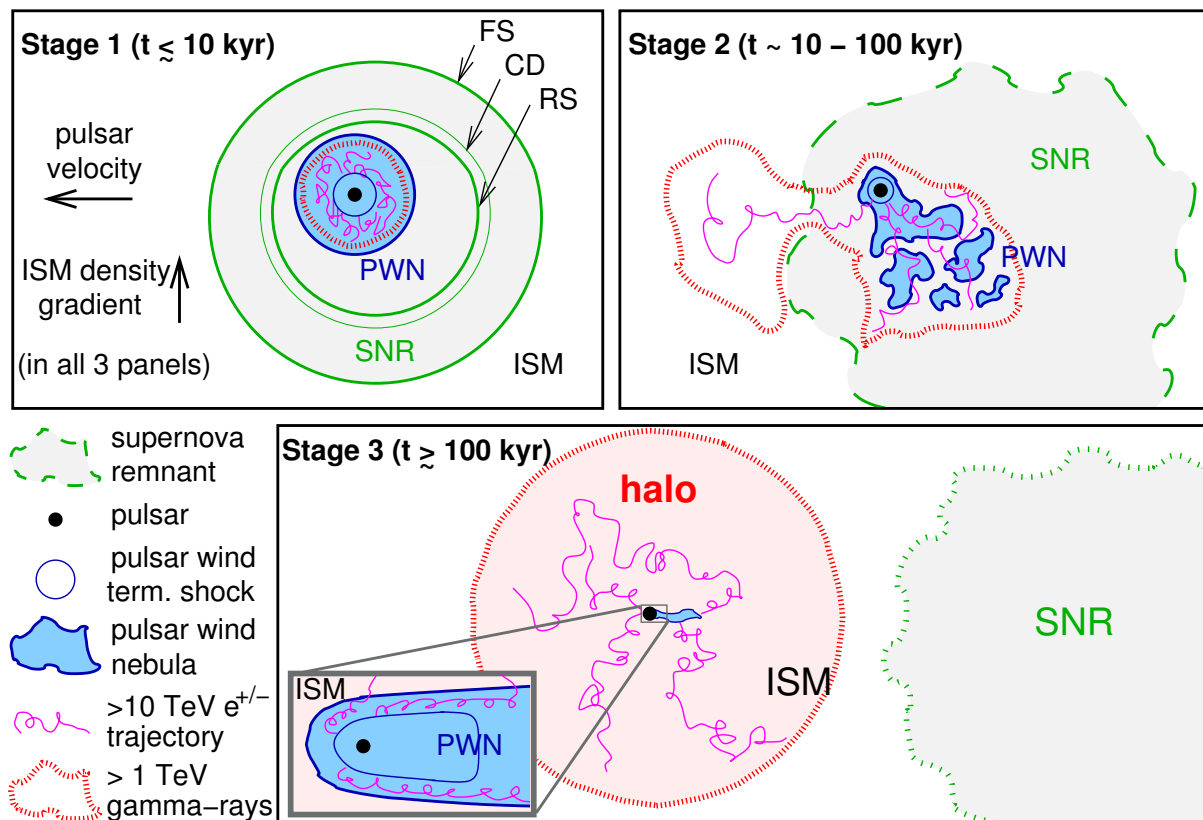 Stage 1 (t ≲ 10 kyr)
FS
CD
RS
pulsar
velocity
ISM density
gradient
(in all 3 panels)
PWN
SNR
ISM
Stage 2 (t ~ 10 − 100 kyr)
SNR
PWN
ISM
supernova
remnant
pulsar
pulsar wind
term. shock
pulsar wind
nebula
>10 TeV e+/−
trajectory
> 1 TeV
gamma−rays
Stage 3 (t ≳ 100 kyr)
halo
ISM
SNR
ISM
PWN